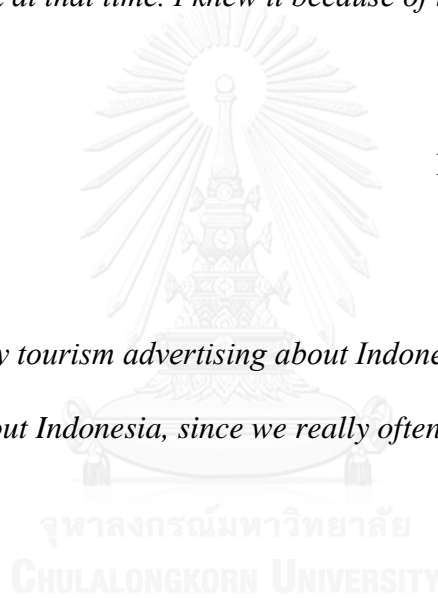 at that time. I knew it because of
tourism advertising about Indone
out Indonesia, since we really often
จุฬาลงกรณ์มหาวิทยาลัย
CHULALONGKORN UNIVERSITY